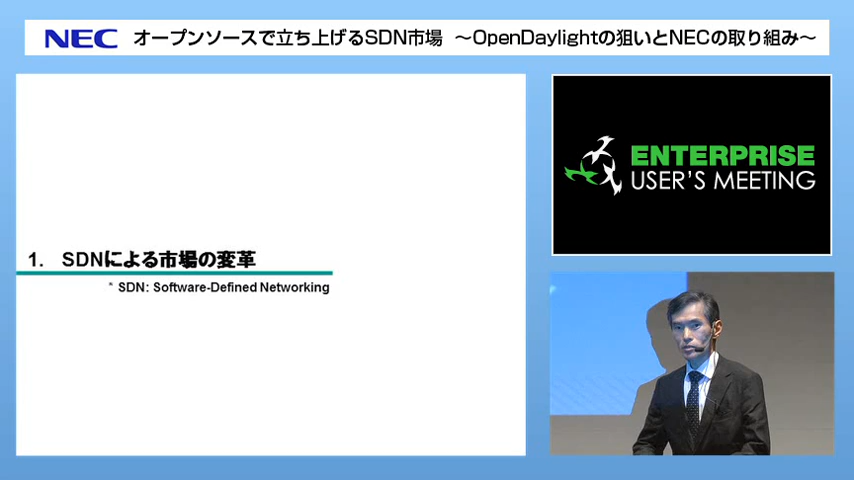 NEC オープンソースで立ち上げるSDN市場 ～OpenDaylightの狙いとNECの取り組み～
ENTERPRISE
USER'S MEETING
1. SDNによる市場の変革
* SDN: Software-Defined Networking